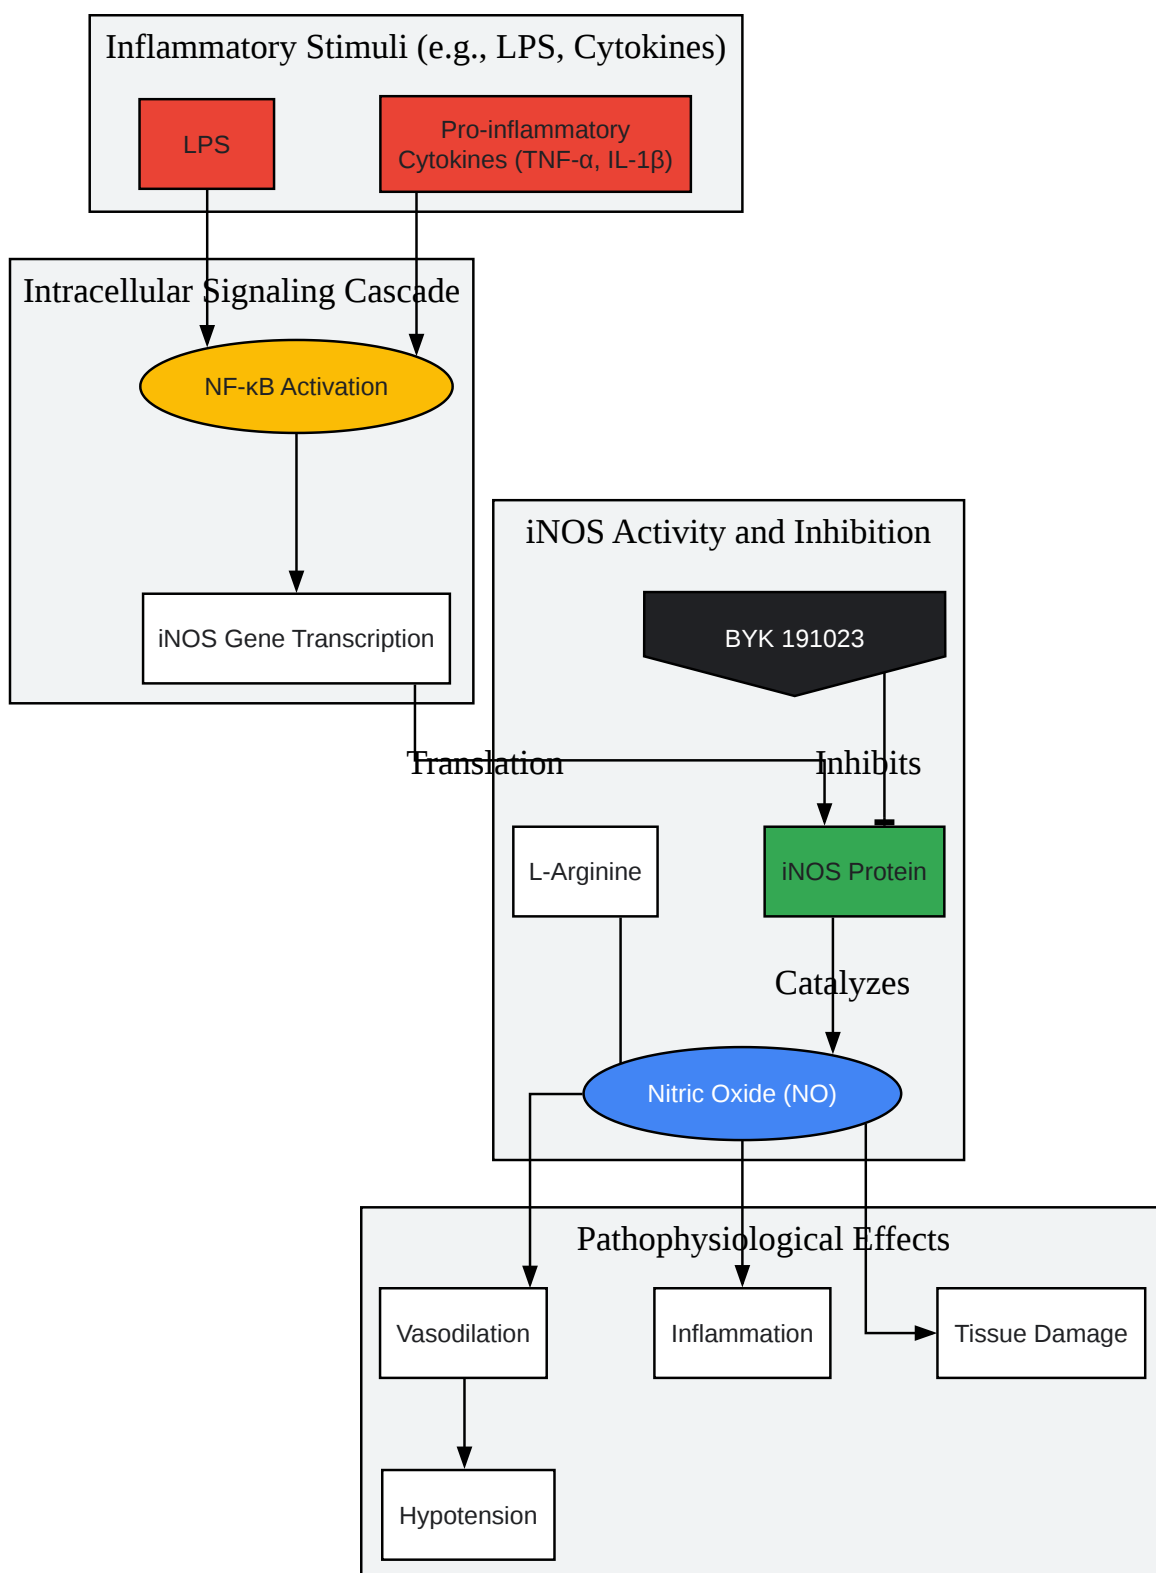 Inflammatory Stimuli (e.g., LPS, Cytokines)
LPS
Pro-inflammatory
Cytokines (TNF-α, IL-1β)
Intracellular Signaling Cascade
NF-κB Activation
iNOS Gene Transcription
iNOS Activity and Inhibition
BYK 191023
Translation
Inhibits
L-Arginine
iNOS Protein
Catalyzes
Nitric Oxide (NO)
Pathophysiological Effects
Vasodilation
Inflammation
Tissue Damage
Hypotension